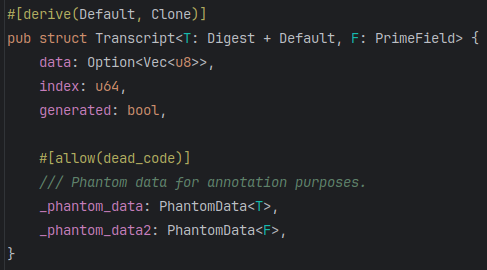 #[derive(Default, Clone)]
pub struct Transcript<T: Digest + Default, F: PrimeField> {
    data: Option<Vec<u8>>,
    index: u64,
    generated: bool,

    #[allow(dead_code)]
    /// Phantom data for annotation purposes.
    _phantom_data: PhantomData<T>,
    _phantom_data2: PhantomData<F>,
}